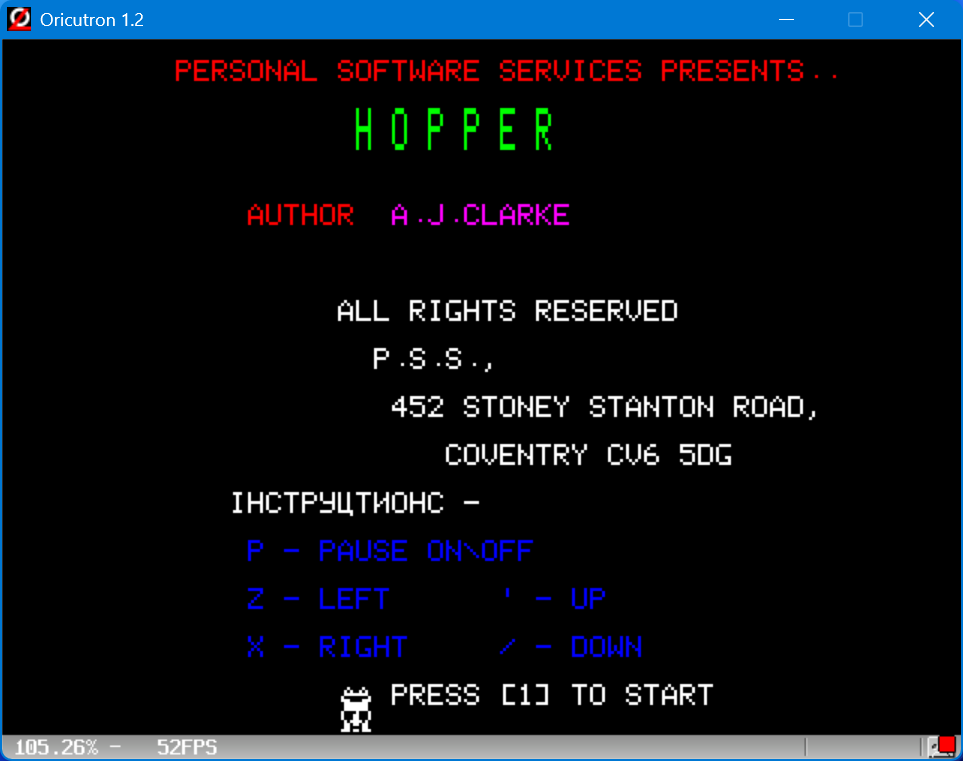 Oricutron 1.2
PERSONAL SOFTWARE SERVICES PRESENTS..
HOPPER
AUTHOR A.J.CLARKE
ALL RIGHTS RESERVED
P.S.S.,
452 STONEY STANTON ROAD,
COVENTRY CV6 5DG
ІНСТРУЦТИОНС -
P - PAUSE ON\OFF
Z - LEFT ' - UP
X - RIGHT / - DOWN
PRESS [1] TO START
105.26% - 52FPS